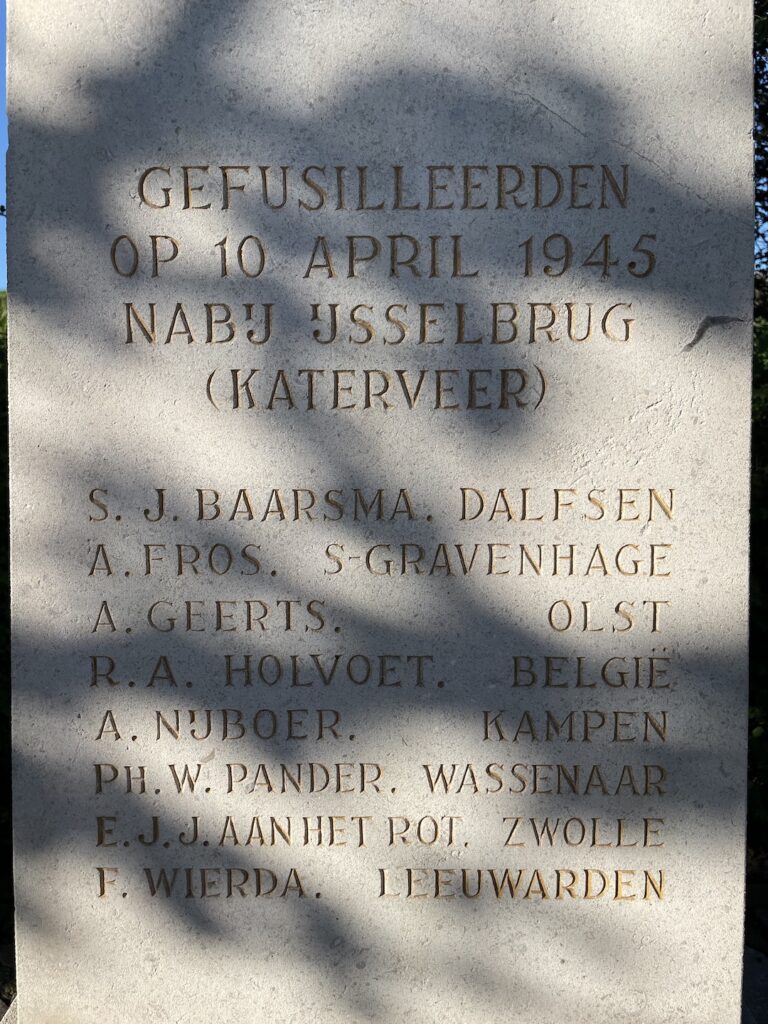 GEFUSILLEERDEN
OP 10 APRIL 1945
NABIJ IJSSELBRUG
(KATERVEER)
S. J. BAARSMA. DALFSEN
A. FROS. S-GRAVENHAGE
A. GEERTS. OLST
R. A. HOLVOET. BELGIË
A. NIJBOER. KAMPEN
PH. W. PANDER. WASSENAAR
E. J. J. AAN HET ROT. ZWOLLE
F. WIERDA. LEEUWARDEN